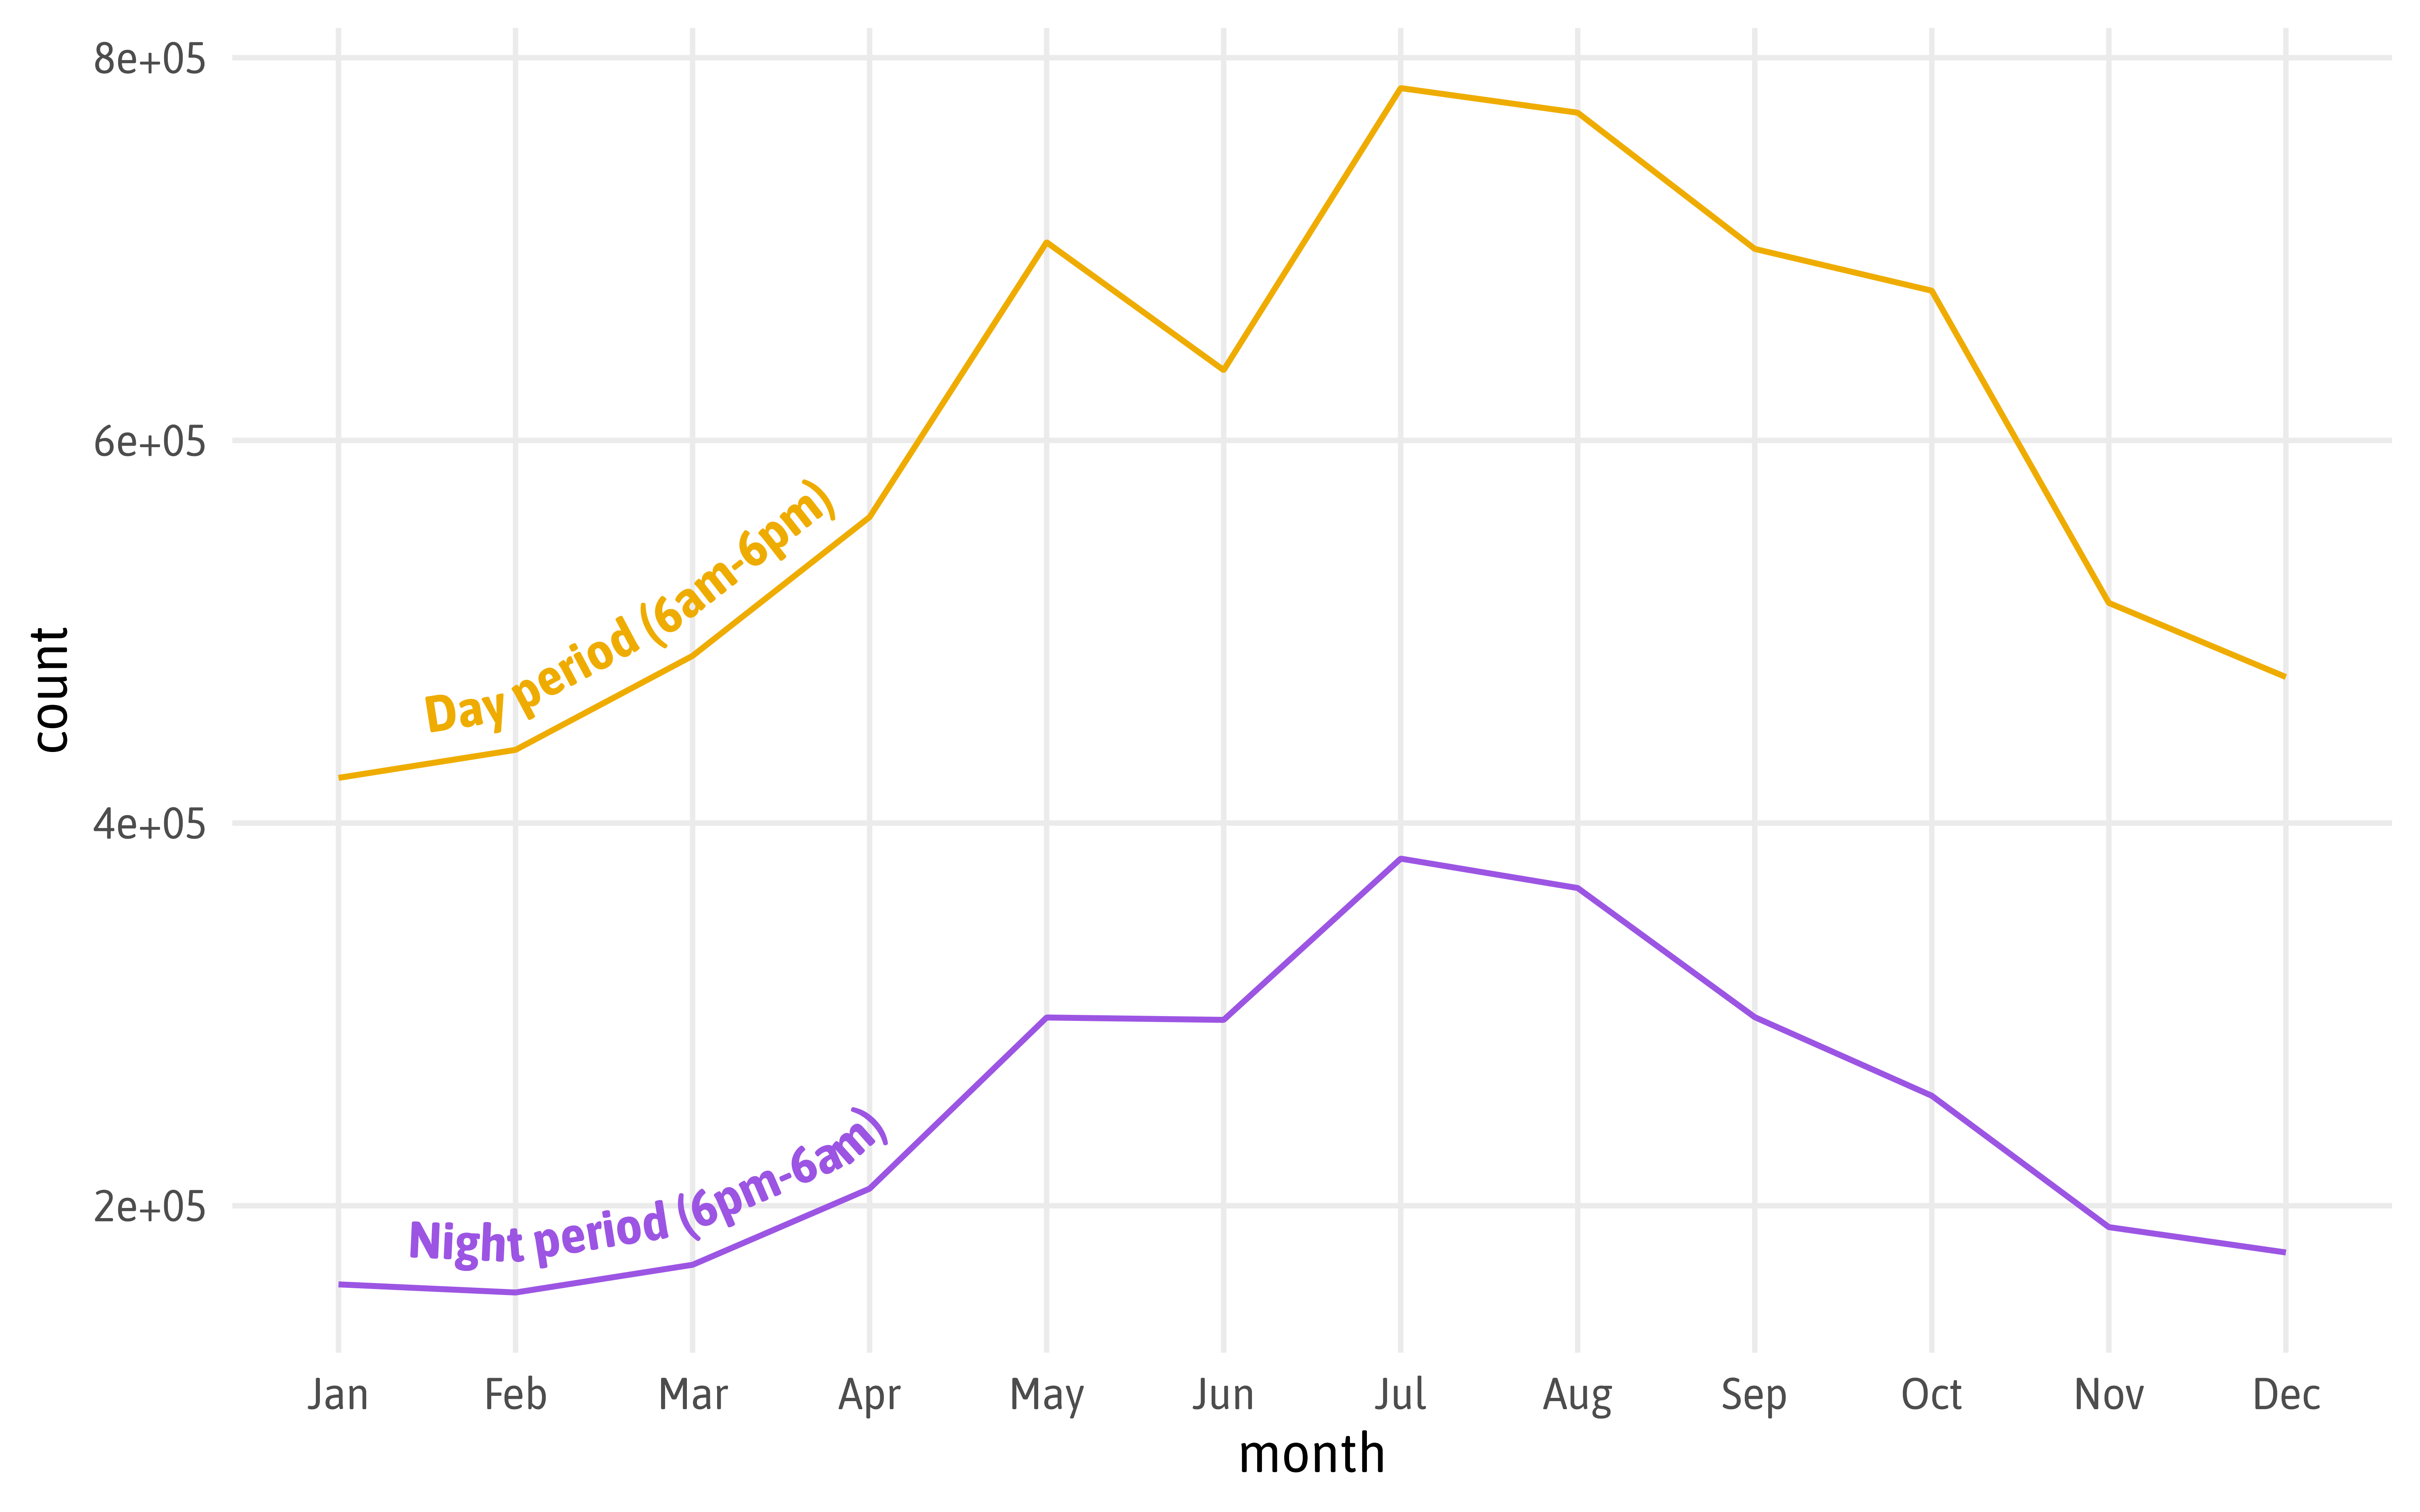 8e+05
6e+05
4e+05
2e+05
count
Day period (6am-6pm)
Night period (6pm-6am)
Jan Feb Mar Apr May Jun Jul Aug Sep Oct Nov Dec
month